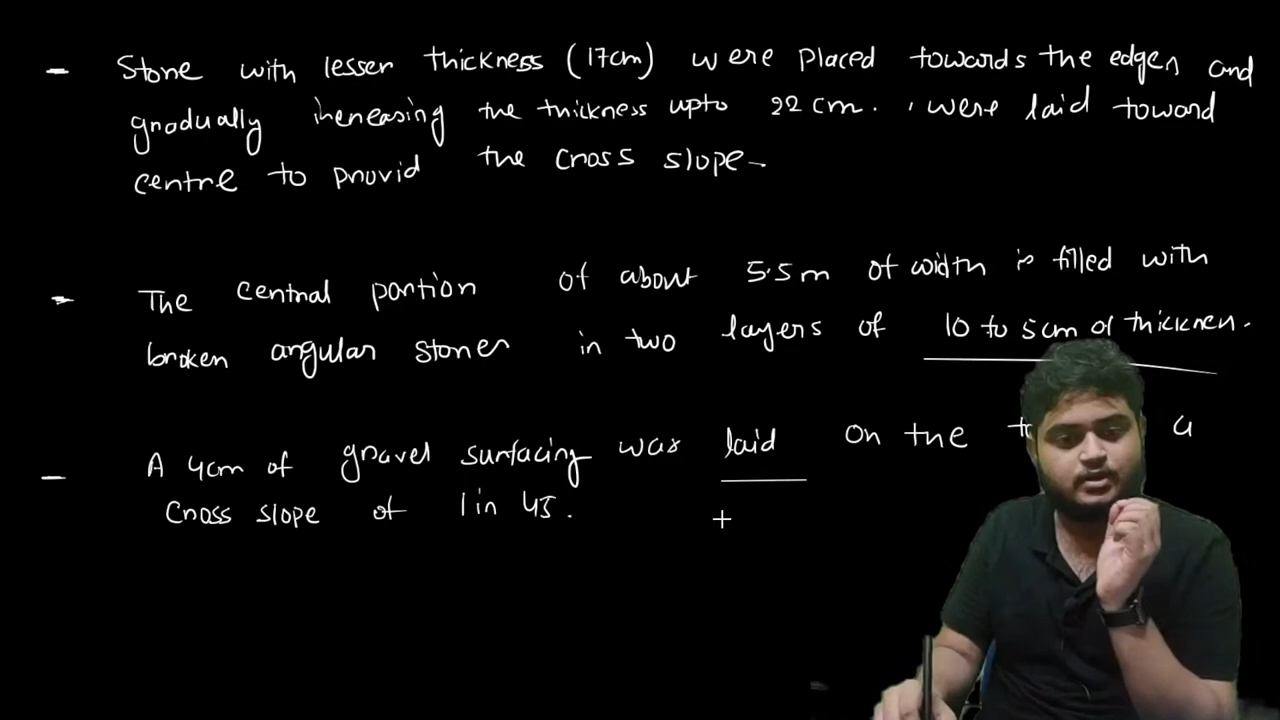 - Stone with lesser thickness (17cm) were placed towards the edges and
gradually increasing the thickness upto 22 cm. were laid toward
centre to provid the cross slope-
- The central portion of about 5.5m of width is filled with
broken angular stones in two layers of 10 to 5cm of thicknen.
- A 4cm of gravel surfacing was laid on the a
cross slope of 1 in 45.
+